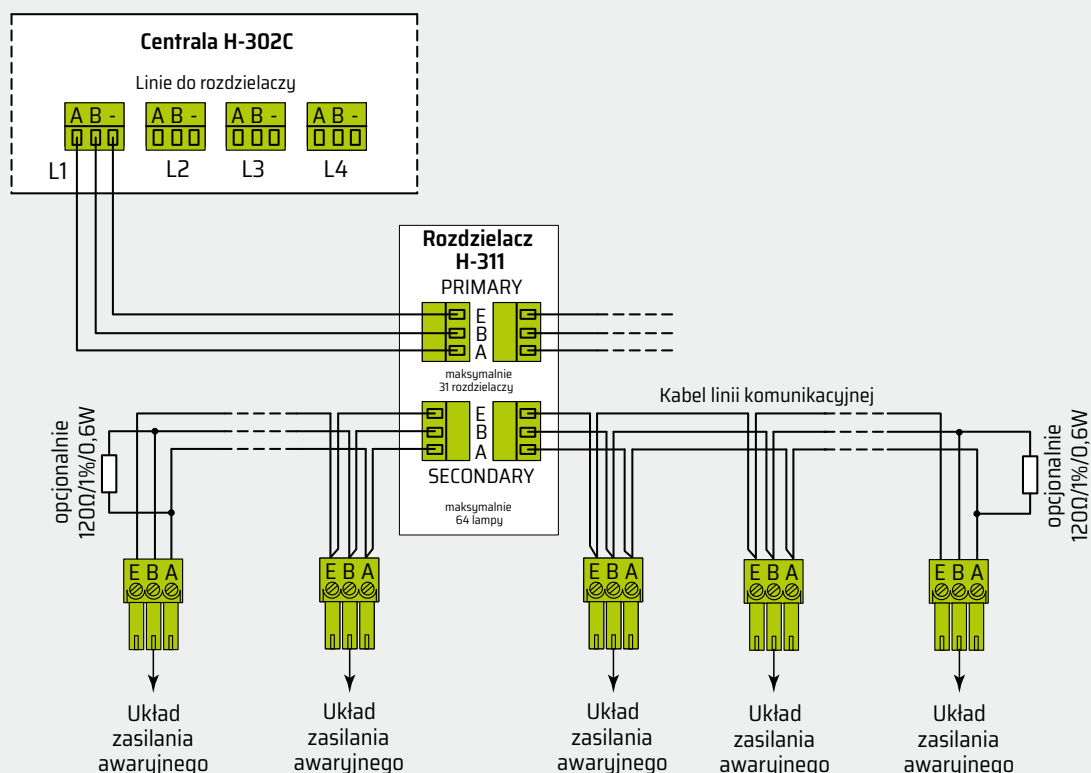 Centrala H-302C
Linie do rozdzielaczy
A B -
A B -
A B -
A B -
L1
L2
L3
L4
Rozdzielacz
H-311
PRIMARY
E
B
A
maksymalnie
31 rozdzielaczy
Kabel linii komunikacyjnej
E
B
A
SECONDARY
maksymalnie
64 lampy
opcjonalnie
120Ω/1%/0,6W
opcjonalnie
120Ω/1%/0,6W
E B A
E B A
E B A
E B A
E B A
Układ
zasilania
awaryjnego
Układ
zasilania
awaryjnego
Układ
zasilania
awaryjnego
Układ
zasilania
awaryjnego
Układ
zasilania
awaryjnego